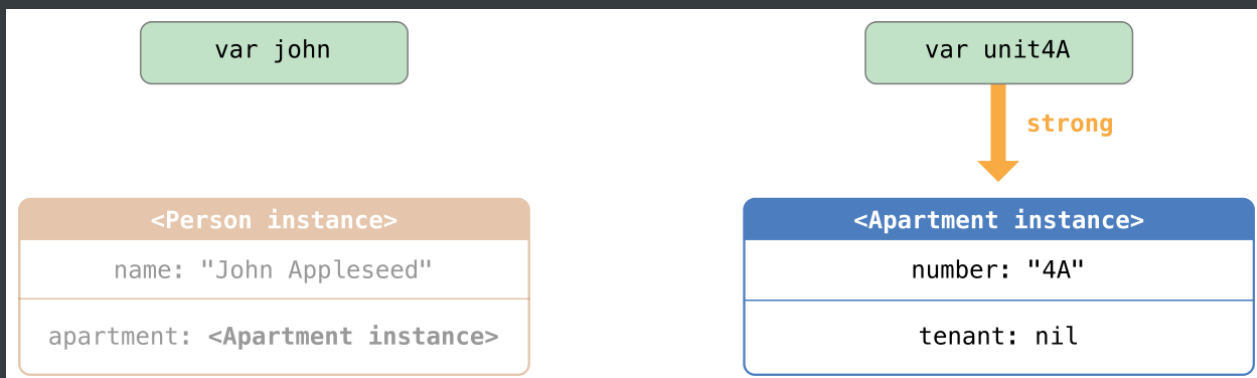 var john
var unit4A
strong
<Person instance>
<Apartment instance>
name: "John Appleseed"
number: "4A"
apartment: <Apartment instance>
tenant: nil